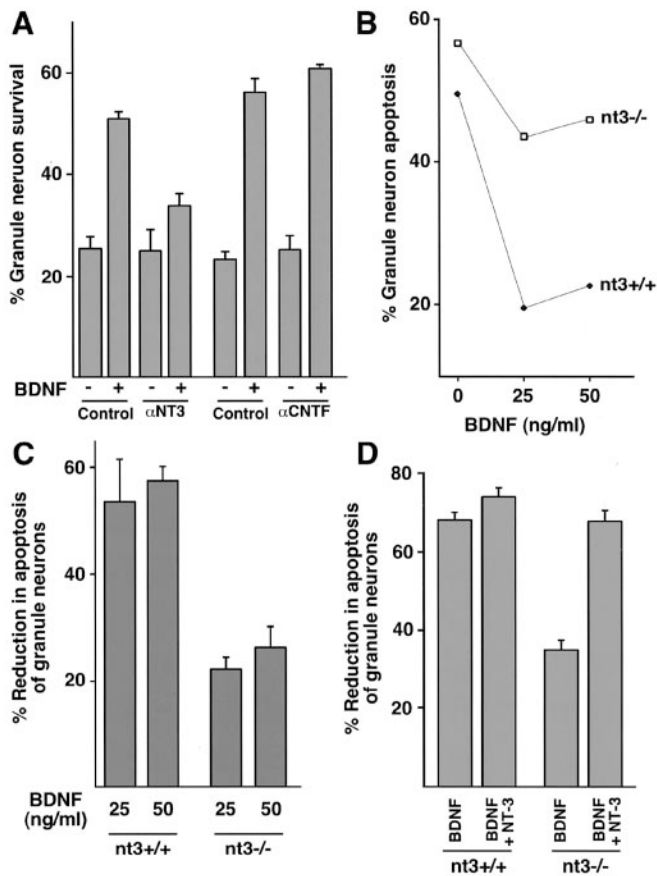 A
% Granule neruon survival
60
40
20
BDNF - + - + - + - +
Control αNT3 Control αCNTF
B
% Granule neuron apoptosis
60
40
20
nt3-/-
nt3+/+
0 25 50
BDNF (ng/ml)
C
% Reduction in apoptosis
of granule neurons
60
40
20
BDNF 25 50 25 50
(ng/ml)
nt3+/+ nt3-/-
D
% Reduction in apoptosis
of granule neurons
80
60
40
20
BDNF
BDNF
+ NT-3
BDNF
BDNF
+ NT-3
nt3+/+ nt3-/-